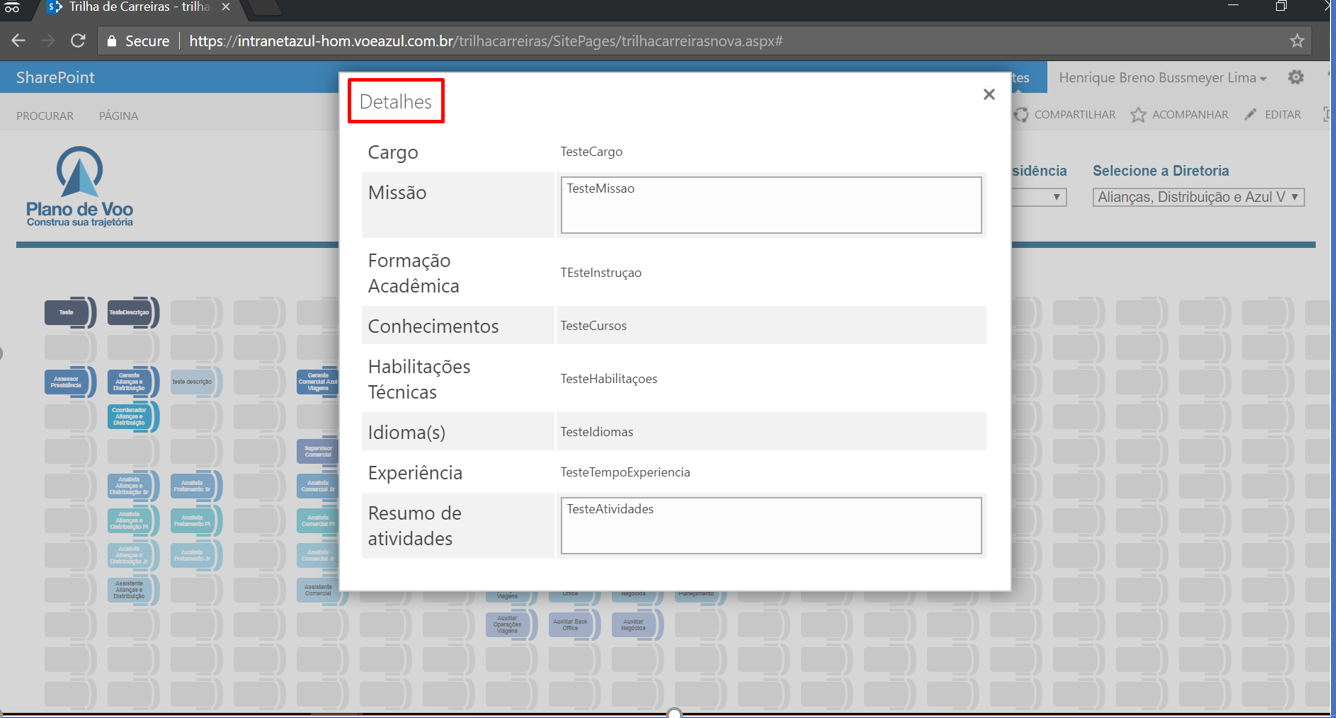 Trilha de Carreiras - trilha
Secure
https://intranetazul-hom.voeazul.com.br/trilhacarreiras/SitePages/trilhacarreirasnova.aspx#
SharePoint
tes
Henrique Breno Bussmeyer Lima
PROCURAR
PÁGINA
COMPARTILHAR
ACOMPANHAR
EDITAR
Plano de Voo
Construa sua trajetória
sidência
Selecione a Diretoria
Alianças, Distribuição e Azul V
Detalhes
Cargo
TesteCargo
Missão
TesteMissao
Formação
Acadêmica
TEsteInstruçao
Conhecimentos
TesteCursos
Habilitações
Técnicas
TesteHabilitaçoes
Idioma(s)
TesteIdiomas
Experiência
TesteTempoExperiencia
Resumo de
atividades
TesteAtividades
Teste
TesteDescriçao
Assessor
Presidência
Gerente
Alianças e
Distribuição
teste descrição
Gerente
Comercial Azul
Viagens
Coordenador
Alianças e
Distribuição
Supervisor
Comercial
Analista
Alianças e
Distribuição Sr
Analista
Fretamento Sr
Analista
Comercial Sr
Analista
Alianças e
Distribuição Pl
Analista
Fretamento Pl
Analista
Comercial Pl
Analista
Alianças e
Distribuição Jr
Analista
Fretamento Jr
Analista
Comercial Jr
Assistente
Alianças e
Distribuição
Assistente
Comercial
Viagens
Office
Negócios
Planejamento
Auxiliar
Operações
Viagens
Auxiliar Back
Office
Auxiliar
Negócios